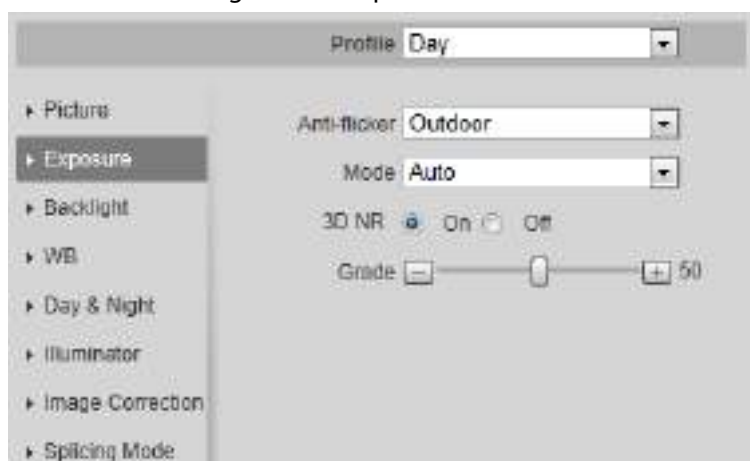 Profile Day
Picture
Exposure
Backlight
WB
Day & Night
Illuminator
Image Correction
Splicing Mode
Anti-flicker Outdoor
Mode Auto
3D NR On Off
Grade - + 50